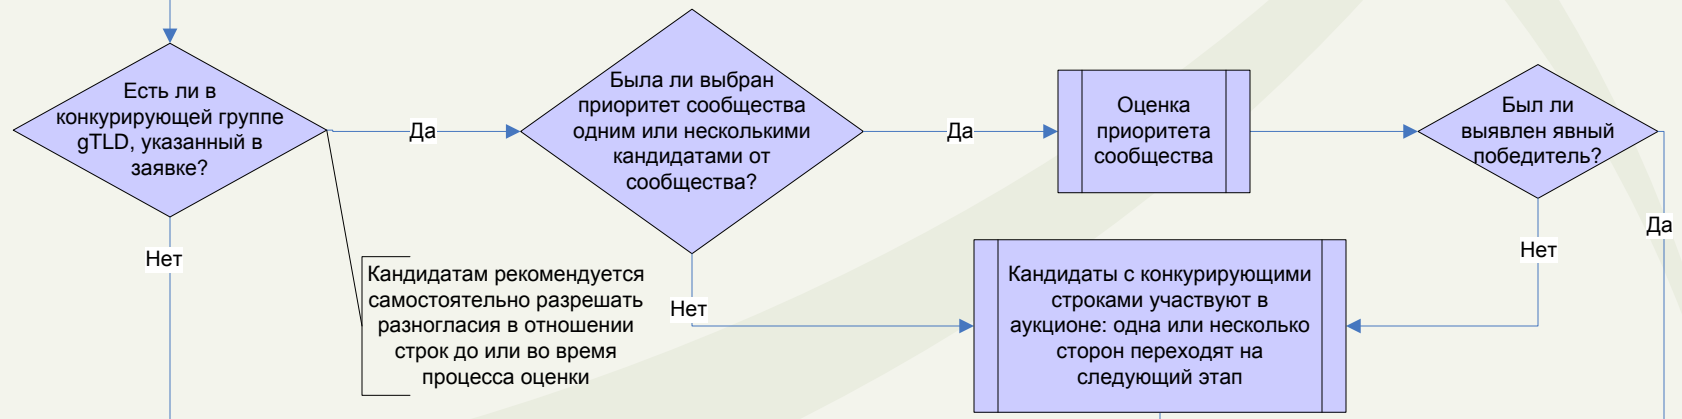 Есть ли в
конкурирующей группе
gTLD, указанный в
заявке?
Да
Нет
Кандидатам рекомендуется
самостоятельно разрешать
разногласия в отношении
строк до или во время
процесса оценки
Была ли выбран
приоритет сообщества
одним или несколькими
кандидатами от
сообщества?
Да
Нет
Оценка
приоритета
сообщества
Был ли
выявлен явный
победитель?
Да
Нет
Кандидаты с конкурирующими
строками участвуют в
аукционе: одна или несколько
сторон переходят на
следующий этап